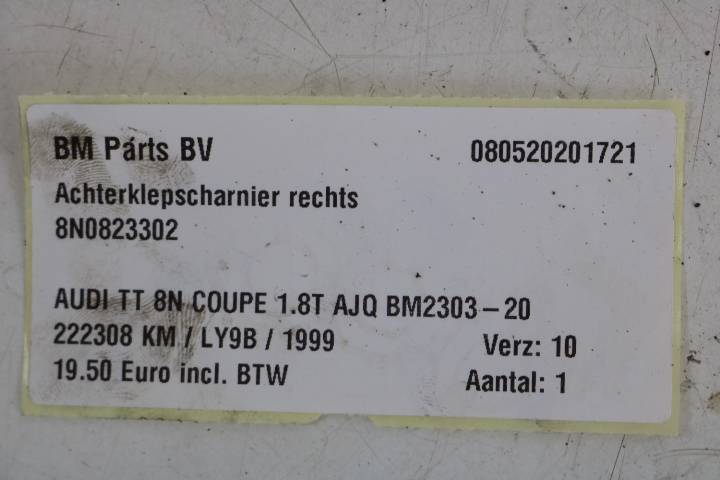 BM Parts BV 080520201721
Achterklepscharnier rechts
8N0823302
AUDI TT 8N COUPE 1.8T AJQ BM2303-20
222308 KM / LY9B / 1999 Verz: 10
19.50 Euro incl. BTW Aantal: 1